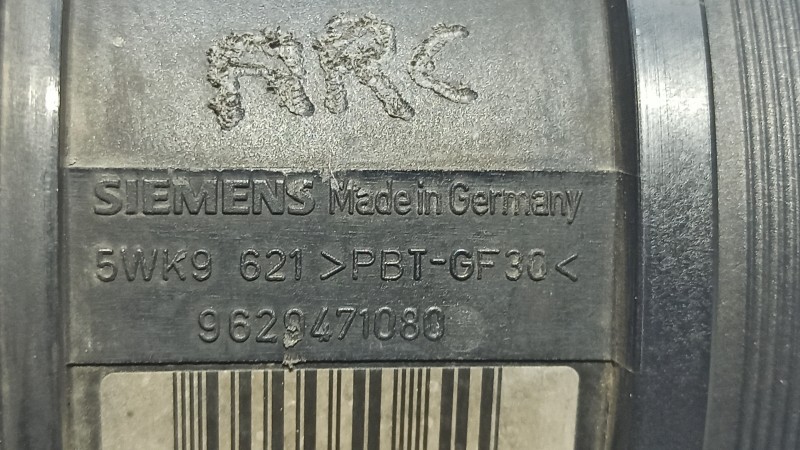 ARC
SIEMENS Made in Germany
5WK9 621 >PBT-GF30<
9629471080